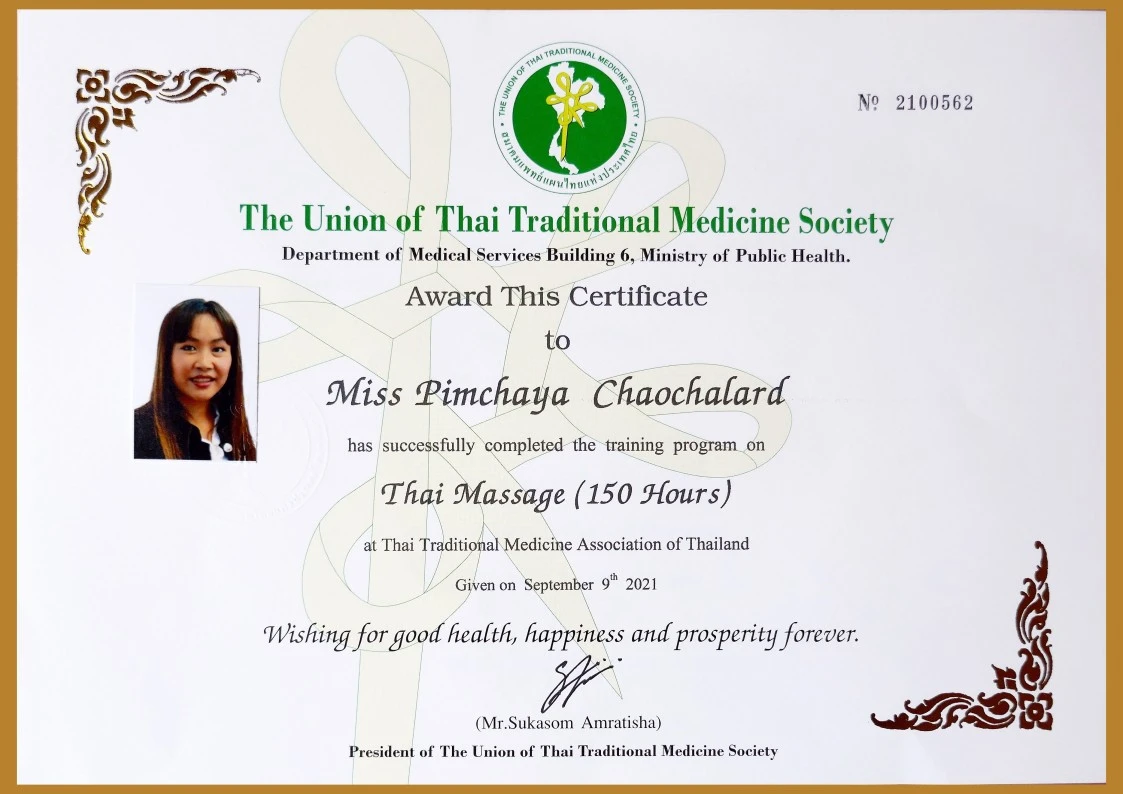 THE UNION OF THAI TRADITIONAL MEDICINE SOCIETY
สมาคมแพทย์แผนไทยแห่งประเทศไทย
Nº 2100562
The Union of Thai Traditional Medicine Society
Department of Medical Services Building 6, Ministry of Public Health.
Award This Certificate
to
Miss Pimchaya Chaochalard
has successfully completed the training program on
Thai Massage (150 Hours)
at Thai Traditional Medicine Association of Thailand
Given on September 9th 2021
Wishing for good health, happiness and prosperity forever.
(Mr.Sukasom Amratisha)
President of The Union of Thai Traditional Medicine Society